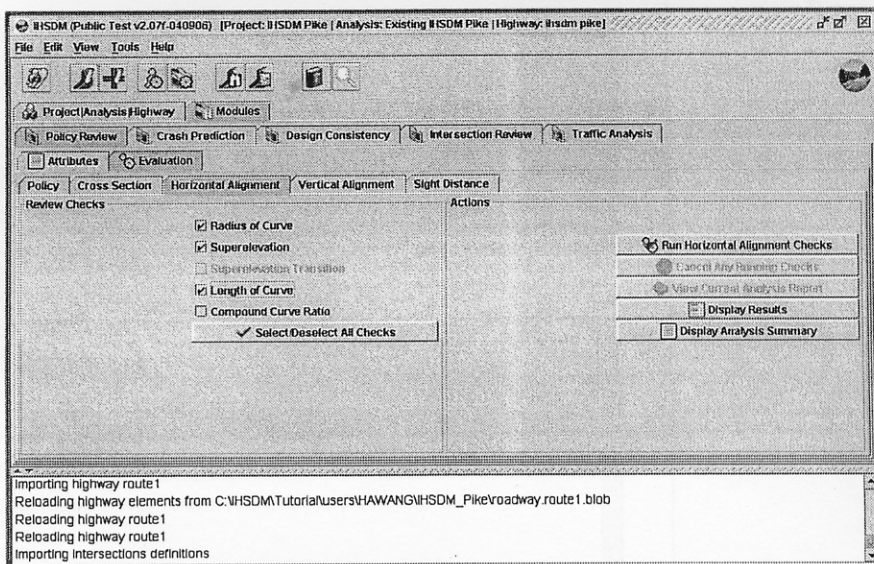 IHSDM (Public Test v2.07f-040906) [Project: IHSDM Pike | Analysis: Existing IHSDM Pike | Highway: ihsdm pike]
File Edit View Tools Help
Project|Analysis|Highway Modules
Policy Review Crash Prediction Design Consistency Intersection Review Traffic Analysis
Attributes Evaluation
Policy Cross Section Horizontal Alignment Vertical Alignment Sight Distance
Review Checks Actions
Radius of Curve
Superelevation
Superelevation Transition
Length of Curve
Compound Curve Ratio
Select/Deselect All Checks
Run Horizontal Alignment Checks
Cancel Any Running Checks
View Current Analysis Report
Display Results
Display Analysis Summary
Importing highway route1
Reloading highway elements from C:\IHSDM\Tutorial\users\HAWANG\IHSDM_Pike\roadway.route1.blob
Reloading highway route1
Reloading highway route1
Importing intersections definitions